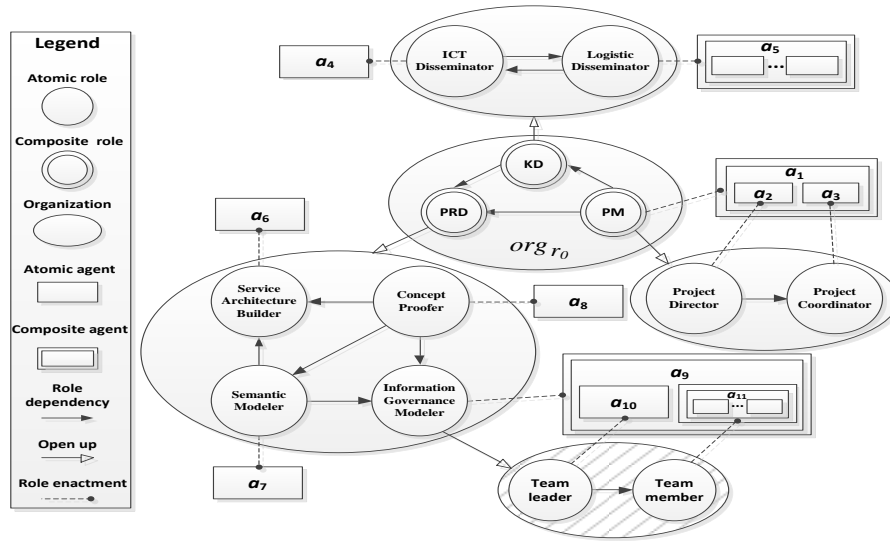 Legend
Atomic role
Composite role
Organization
Atomic agent
Composite agent
Role
dependency
Open up
Role enactment
a4
ICT
Disseminator
Logistic
Disseminator
a5
...
KD
PRD
PM
org r0
a1
a2
a3
a6
Service
Architecture
Builder
Concept
Proofer
a8
Project
Director
Project
Coordinator
Semantic
Modeler
Information
Governance
Modeler
a9
a10
a11
...
a7
Team
leader
Team
member